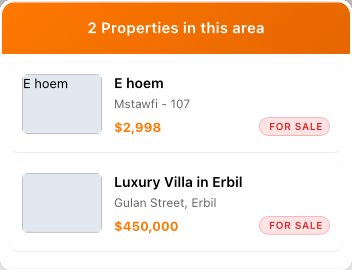 2 Properties in this area
E hoem
E hoem
Mstawfi - 107
$2,998
FOR SALE
Luxury Villa in Erbil
Gulan Street, Erbil
$450,000
FOR SALE